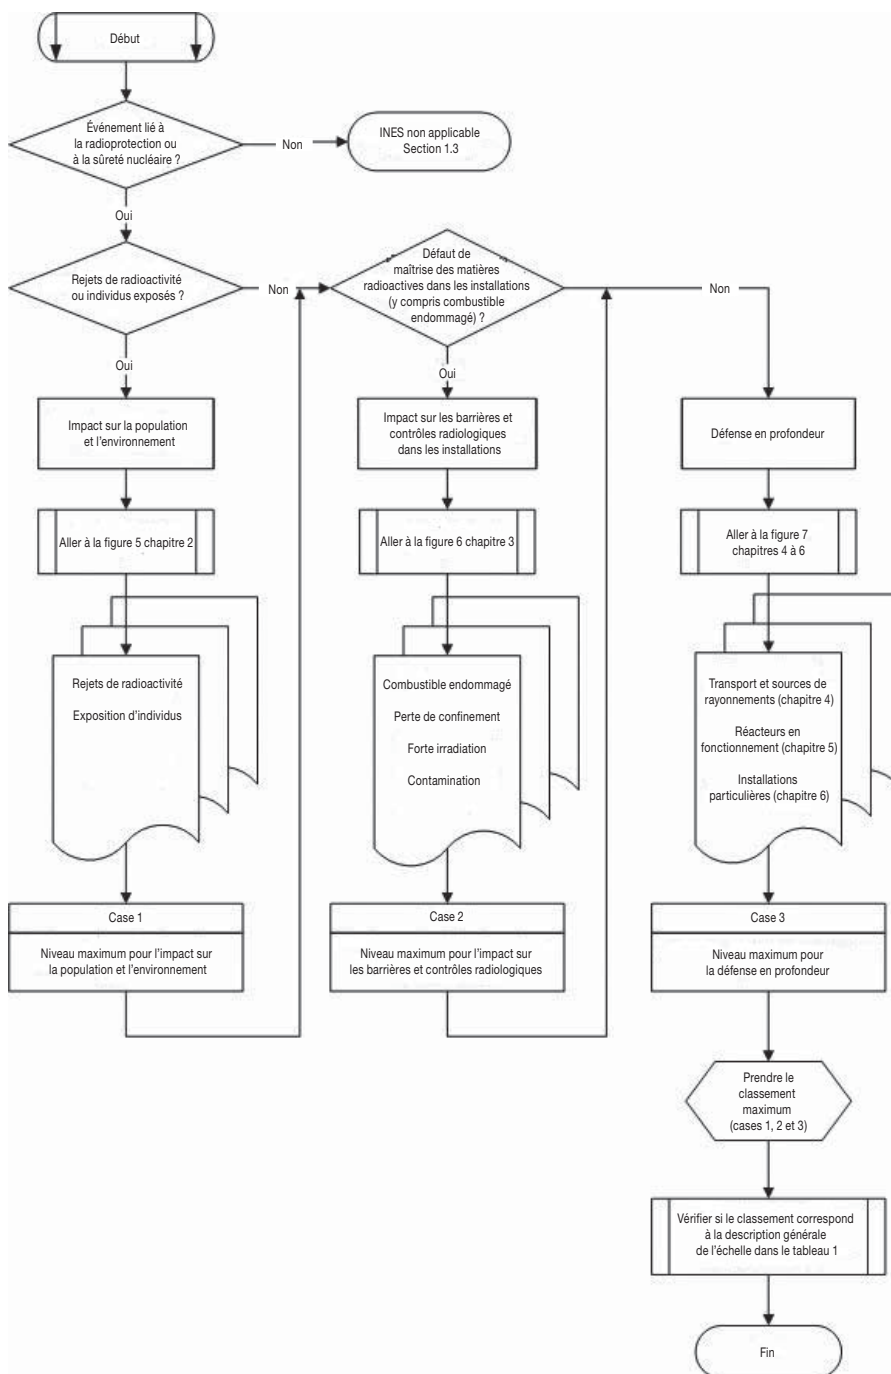 Début
Événement lié à
la radioprotection ou
à la sûreté nucléaire ?
Non
INES non applicable
Section 1.3
Oui
Rejets de radioactivité
ou individus exposés ?
Non
Défaut de
maîtrise des matières
radioactives dans les installations
(y compris combustible
endommagé) ?
Non
Oui
Oui
Impact sur la population
et l'environnement
Impact sur les barrières et
contrôles radiologiques
dans les installations
Défense en profondeur
Aller à la figure 5 chapitre 2
Aller à la figure 6 chapitre 3
Aller à la figure 7
chapitres 4 à 6
Rejets de radioactivité
Exposition d'individus
Combustible endommagé
Perte de confinement
Forte irradiation
Contamination
Transport et sources de
rayonnements (chapitre 4)
Réacteurs en
fonctionnement (chapitre 5)
Installations
particulières (chapitre 6)
Case 1
Niveau maximum pour l'impact sur
la population et l'environnement
Case 2
Niveau maximum pour l'impact sur
les barrières et contrôles radiologiques
Case 3
Niveau maximum pour
la défense en profondeur
Prendre le
classement
maximum
(cases 1, 2 et 3)
Vérifier si le classement correspond
à la description générale
de l'échelle dans le tableau 1
Fin